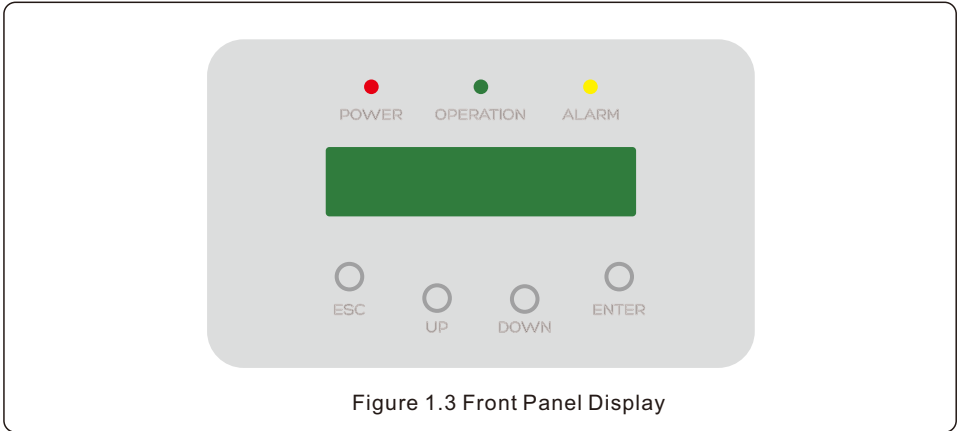 POWER OPERATION ALARM
ESC UP DOWN ENTER
Figure 1.3 Front Panel Display